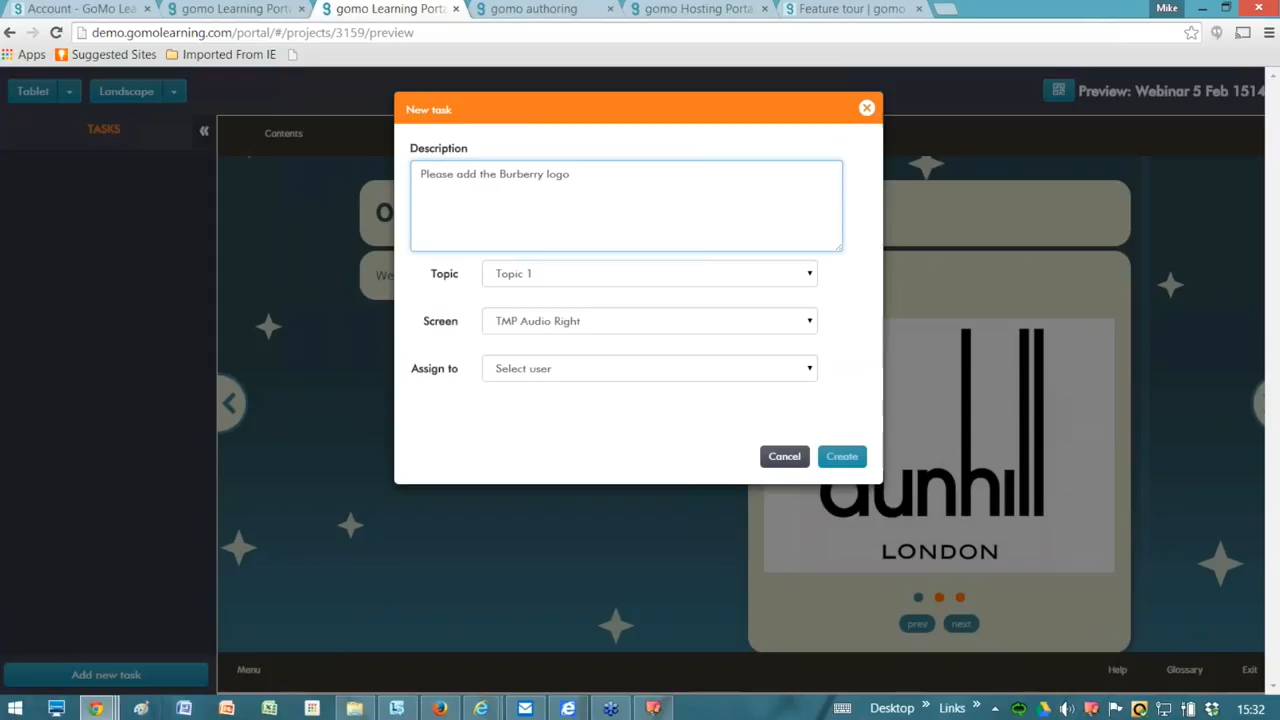 Account - GoMo Lea
gomo Learning Porta
gomo Learning Porta
gomo authoring
gomo Hosting Portal
Feature tour | gomo
Mike
demo.gomolearning.com/portal/#/projects/3159/preview
Apps
Suggested Sites
Imported From IE
Tablet
Landscape
Preview: Webinar 5 Feb 1514
TASKS
Contents
New task
Description
Please add the Burberry logo
Topic
Topic 1
Screen
TMP Audio Right
Assign to
Select user
Cancel
Create
O
We
dunhill
LONDON
prev
next
Add new task
Menu
Help
Glossary
Exit
Desktop
Links
15:32